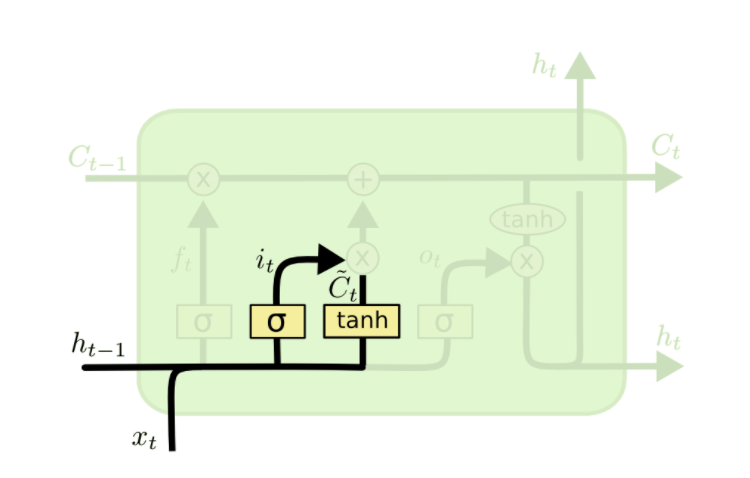 h_t
C_{t-1} C_t
x +
tanh
f_t i_t x o_t x
C̃_t
σ σ tanh σ
h_{t-1} h_t
x_t